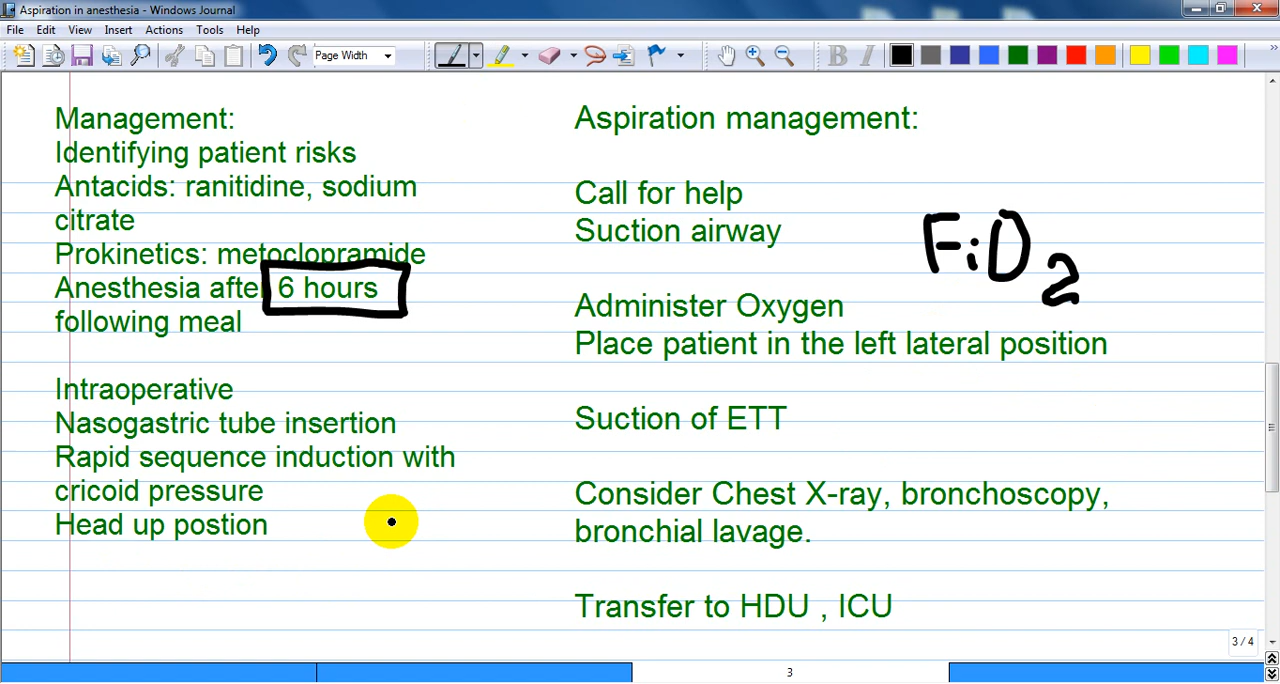 Aspiration in anesthesia - Windows Journal
File Edit View Insert Actions Tools Help
Page Width
B I
Management:
Identifying patient risks
Antacids: ranitidine, sodium
citrate
Prokinetics: metoclopramide
Anesthesia after 6 hours
following meal
Intraoperative
Nasogastric tube insertion
Rapid sequence induction with
cricoid pressure
Head up postion
Aspiration management:
Call for help
Suction airway
FiO2
Administer Oxygen
Place patient in the left lateral position
Suction of ETT
Consider Chest X-ray, bronchoscopy,
bronchial lavage.
Transfer to HDU , ICU
3 / 4
3